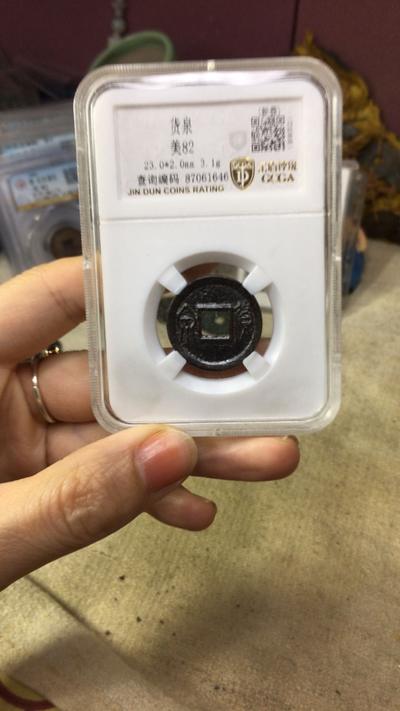 货泉
美82
23.0*2.0mm 3.1g
查询编码 87061646
JIN DUN COINS RATING
GCGA